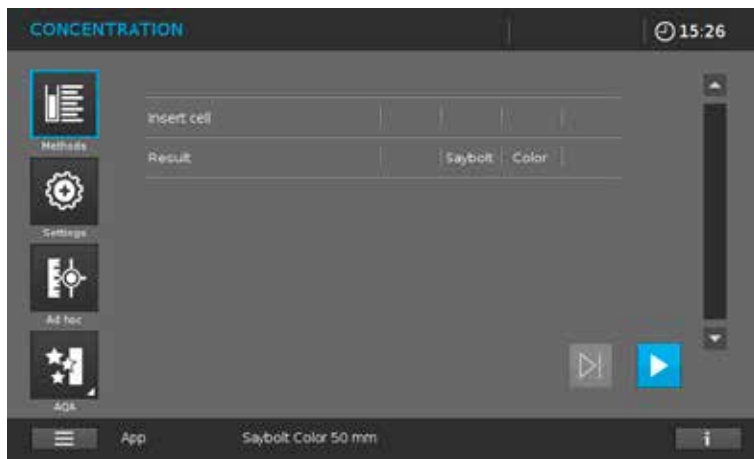 CONCENTRATION 15:26
Methods
Insert cell
Result Saybolt Color
Settings
Ad hoc
AQA
App Saybolt Color 50 mm i